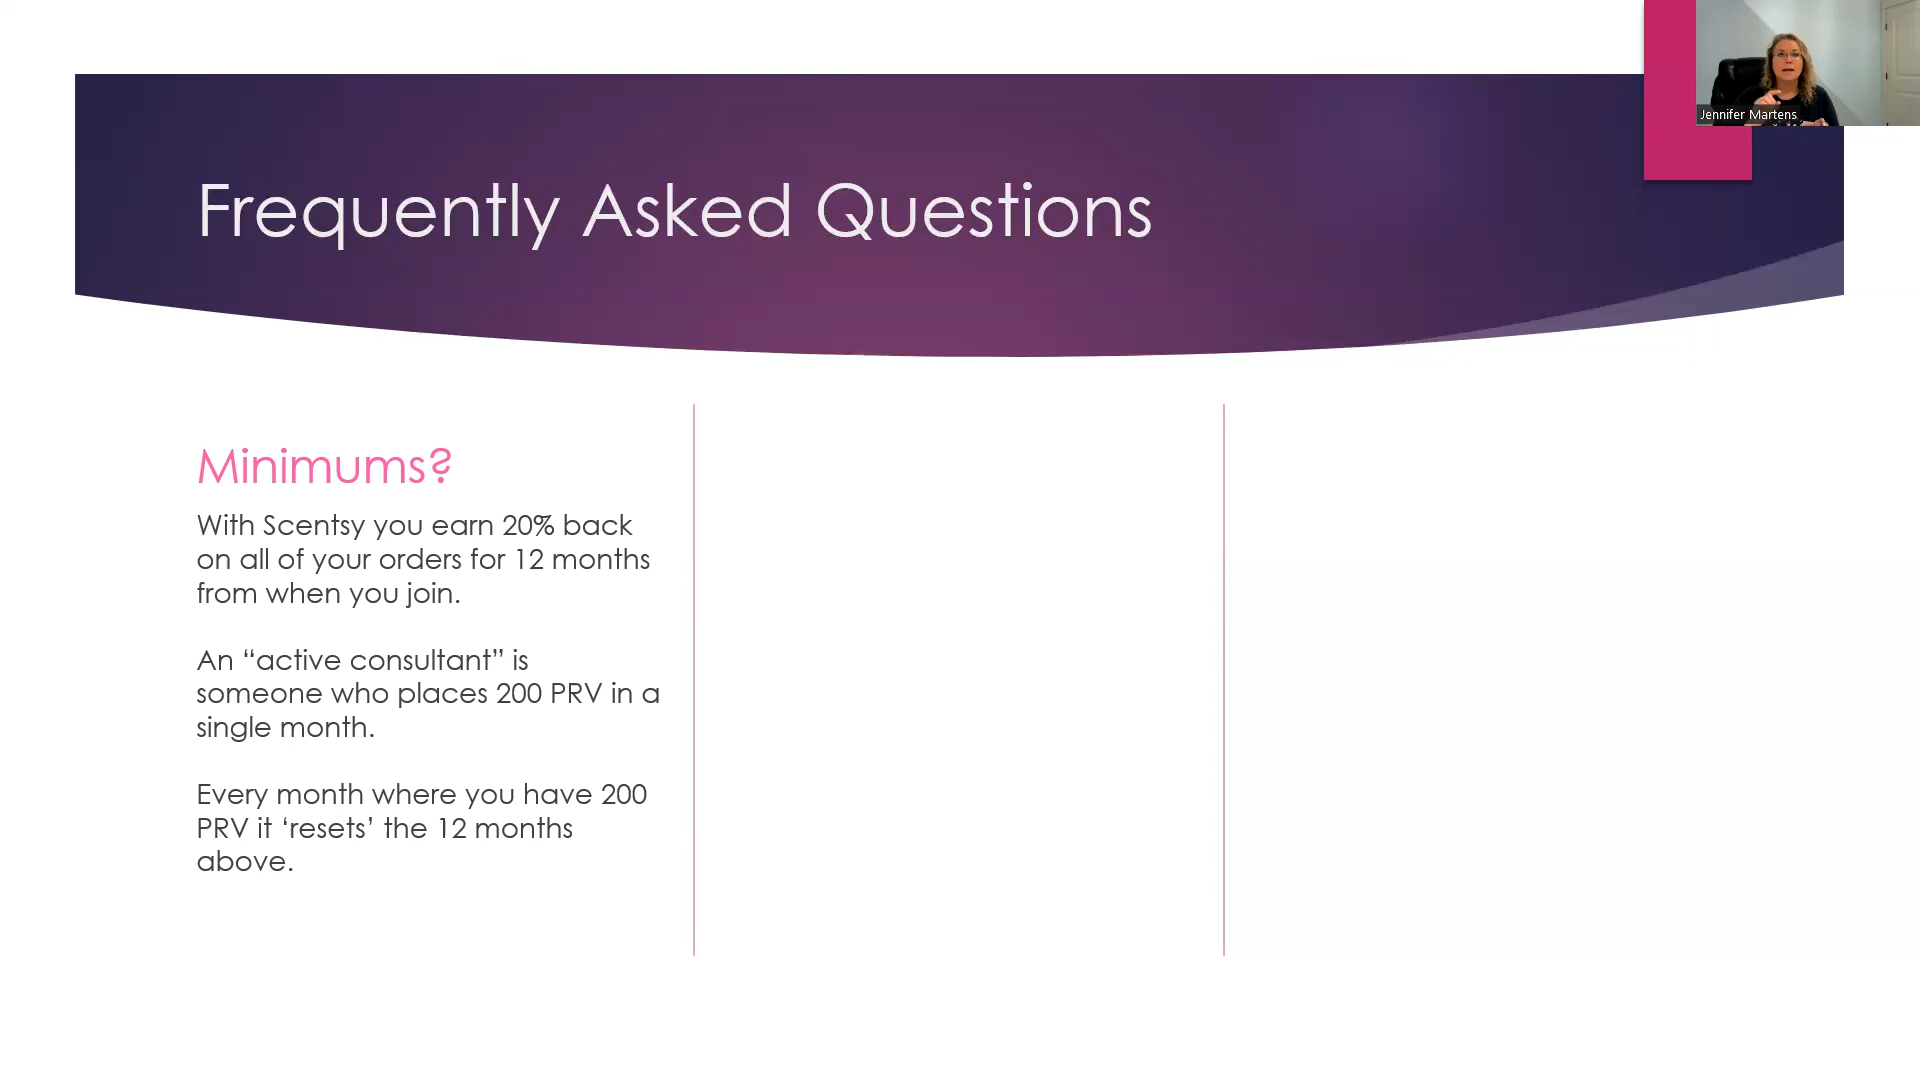 Jennifer Martens
Frequently Asked Questions
Minimums?
With Scentsy you earn 20% back
on all of your orders for 12 months
from when you join.
An “active consultant” is
someone who places 200 PRV in a
single month.
Every month where you have 200
PRV it ‘resets’ the 12 months
above.